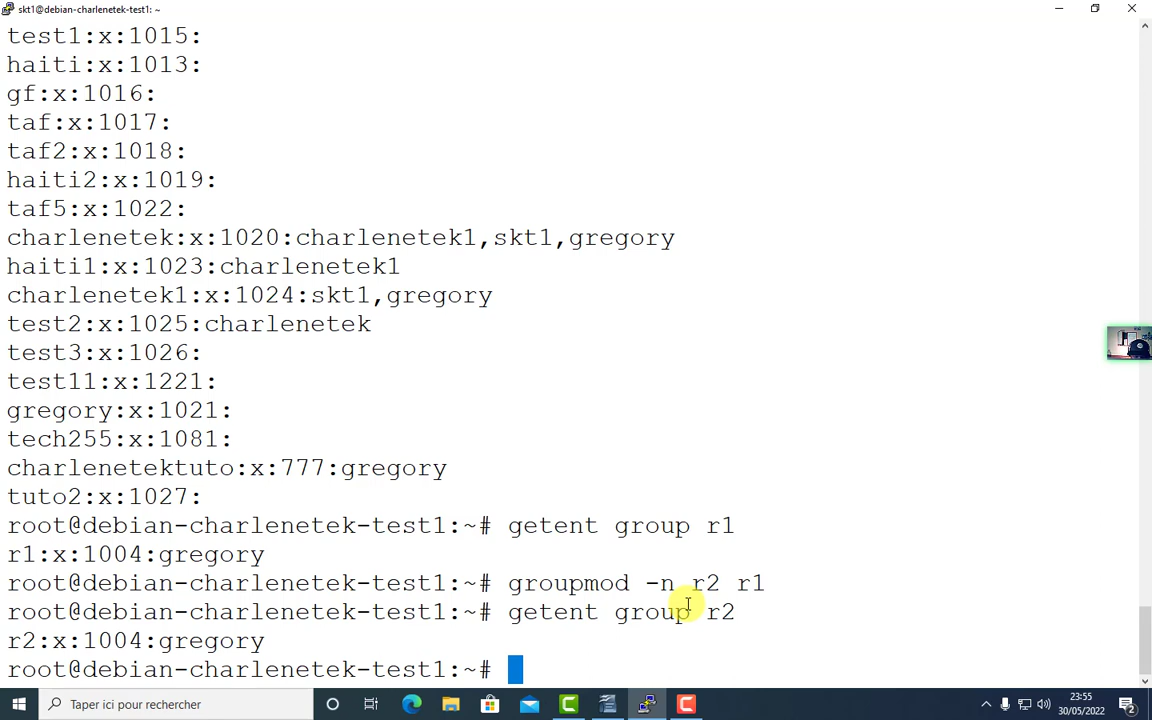 skt1@debian-charlenetek-test1: ~
test1:x:1015:
haiti:x:1013:
gf:x:1016:
taf:x:1017:
taf2:x:1018:
haiti2:x:1019:
taf5:x:1022:
charlenetek:x:1020:charlenetek1,skt1,gregory
haiti1:x:1023:charlenetek1
charlenetek1:x:1024:skt1,gregory
test2:x:1025:charlenetek
test3:x:1026:
test11:x:1221:
gregory:x:1021:
tech255:x:1081:
charlenetektuto:x:777:gregory
tuto2:x:1027:
root@debian-charlenetek-test1:~# getent group r1
r1:x:1004:gregory
root@debian-charlenetek-test1:~# groupmod -n r2 r1
root@debian-charlenetek-test1:~# getent group r2
r2:x:1004:gregory
root@debian-charlenetek-test1:~#
Taper ici pour rechercher
23:55
30/05/2022
2